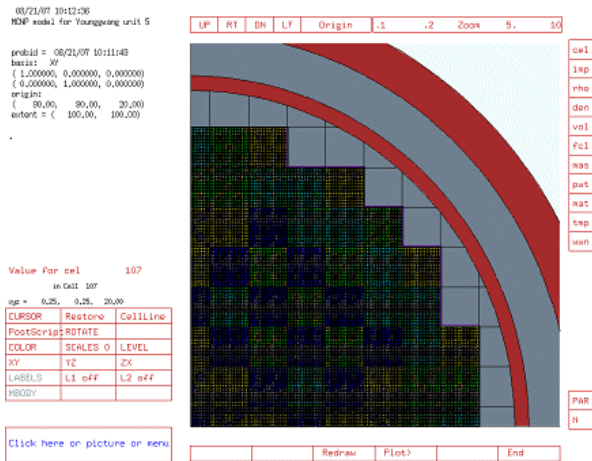 08/21/07 10:12:36
MCNP model for Younggwang unit 5
probid = 08/21/07 10:11:43
basis: XY
( 1.000000, 0.000000, 0.000000)
( 0.000000, 1.000000, 0.000000)
origin:
( 90.00, 90.00, 20.00)
extent = ( 100.00, 100.00)
UP RT DN LF Origin .1 .2 Zoom 5. 10
cel
imp
rho
den
vol
fcl
mas
pwt
mat
tmp
wwn
Value for cel 107
in Cell 107
xyz = 0.25, 0.25, 20.00
CURSOR Restore CellLine
PostScript ROTATE
COLOR SCALES 0 LEVEL
XY YZ ZX
LABELS L1 off L2 off
MBODY
PAR
N
Click here or picture or menu
Redraw Plot> End